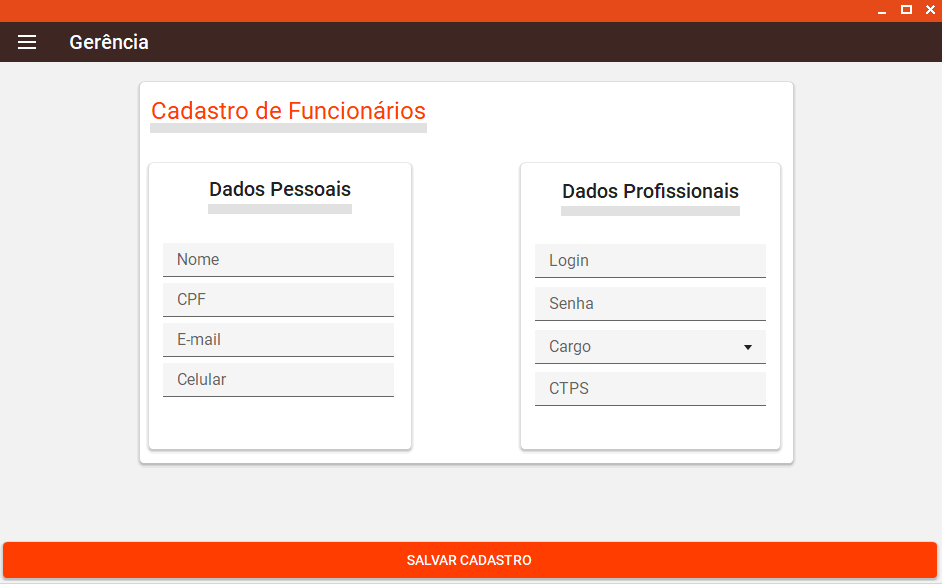 Gerência
Cadastro de Funcionários
Dados Pessoais
Nome
CPF
E-mail
Celular
Dados Profissionais
Login
Senha
Cargo
CTPS
SALVAR CADASTRO